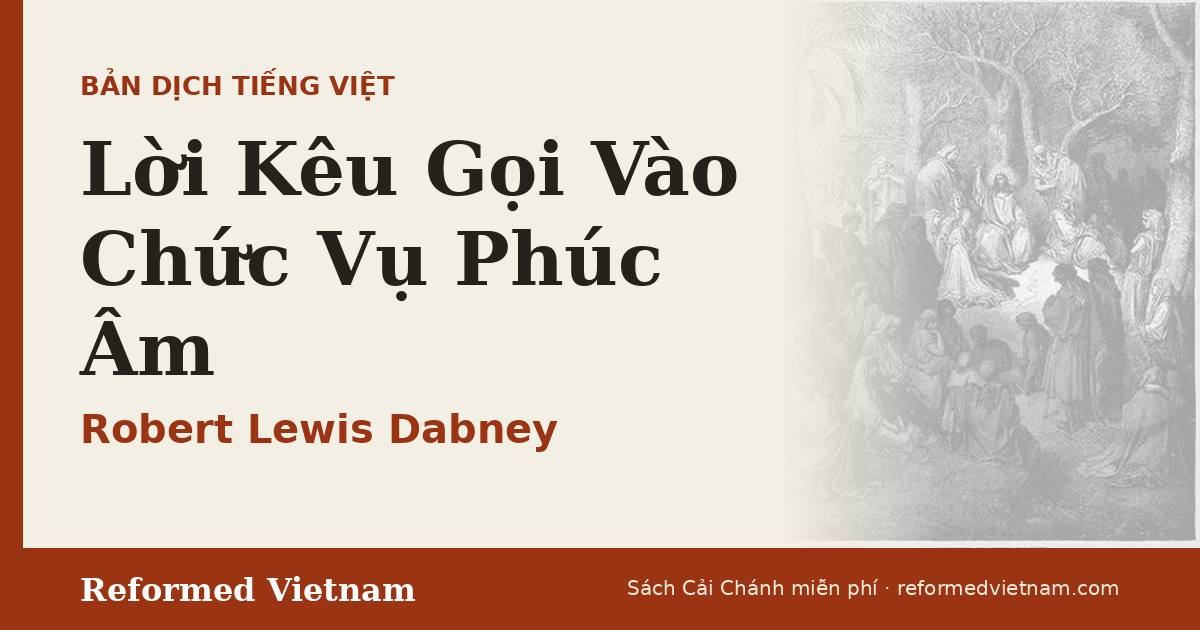 BẢN DỊCH TIẾNG VIỆT
Lời Kêu Gọi Vào
Chức Vụ Phúc
Âm
Robert Lewis Dabney
Reformed Vietnam
Sách Cải Chánh miễn phí · reformedvietnam.com